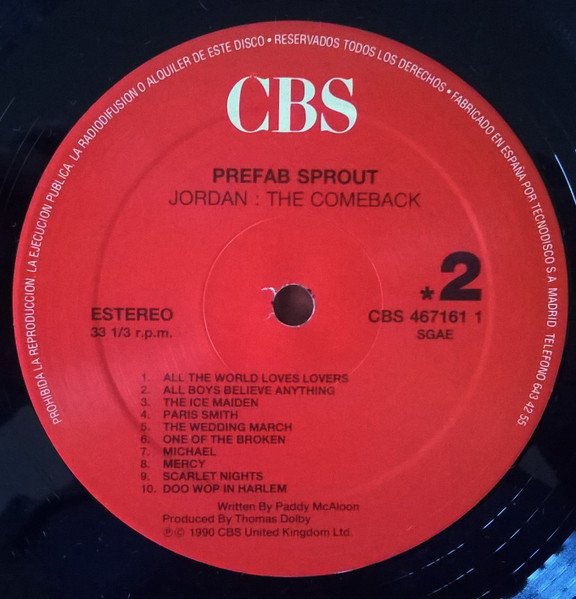 PROHIBIDA LA REPRODUCCION. LA EJECUCION PUBLICA. LA RADIODIFUSION O ALQUILER DE ESTE DISCO • RESERVADOS TODOS LOS DERECHOS • FABRICADO EN ESPAÑA POR TECNODISCO S A MADRID. TELEFONO 643 42 55
CBS
PREFAB SPROUT
JORDAN : THE COMEBACK
*2
ESTEREO
33 1/3 r.p.m.
CBS 467161 1
SGAE
1. ALL THE WORLD LOVES LOVERS
2. ALL BOYS BELIEVE ANYTHING
3. THE ICE MAIDEN
4. PARIS SMITH
5. THE WEDDING MARCH
6. ONE OF THE BROKEN
7. MICHAEL
8. MERCY
9. SCARLET NIGHTS
10. DOO WOP IN HARLEM
Written By Paddy McAloon
Produced By Thomas Dolby
℗ © 1990 CBS United Kingdom Ltd.